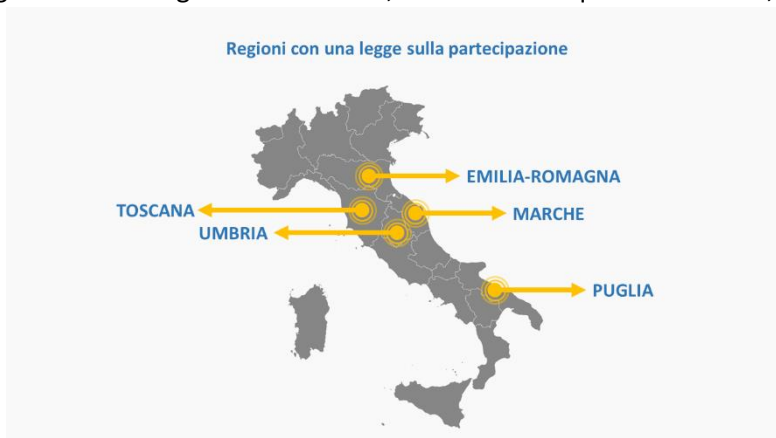 Regioni con una legge sulla partecipazione
EMILIA-ROMAGNA
TOSCANA
MARCHE
UMBRIA
PUGLIA